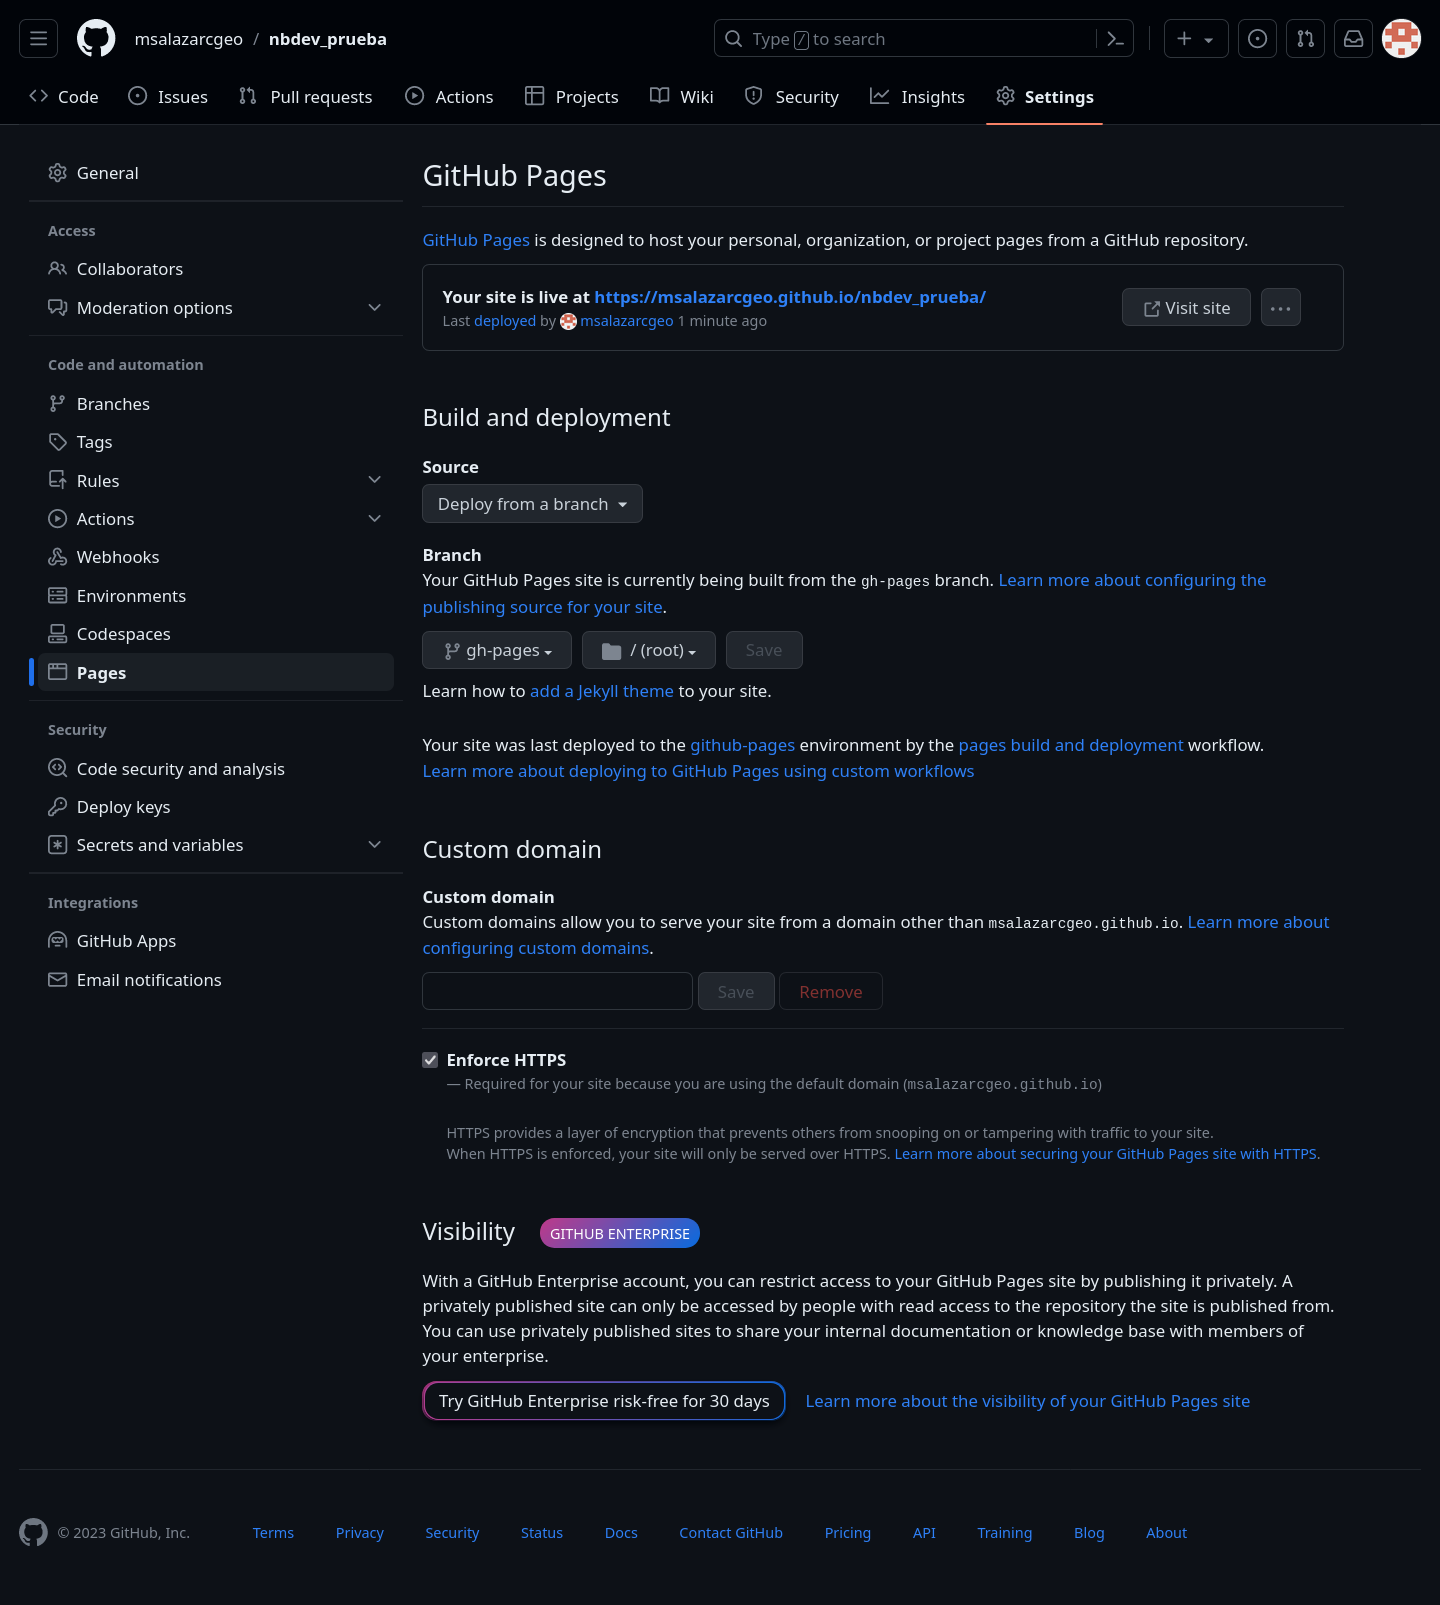 msalazarcgeo / nbdev_prueba
Type / to search
Code
Issues
Pull requests
Actions
Projects
Wiki
Security
Insights
Settings
General
Access
Collaborators
Moderation options
Code and automation
Branches
Tags
Rules
Actions
Webhooks
Environments
Codespaces
Pages
Security
Code security and analysis
Deploy keys
Secrets and variables
Integrations
GitHub Apps
Email notifications
GitHub Pages
GitHub Pages is designed to host your personal, organization, or project pages from a GitHub repository.
Your site is live at https://msalazarcgeo.github.io/nbdev_prueba/
Last deployed by msalazarcgeo 1 minute ago
Visit site
Build and deployment
Source
Deploy from a branch
Branch
Your GitHub Pages site is currently being built from the gh-pages branch. Learn more about configuring the
publishing source for your site.
gh-pages
/ (root)
Save
Learn how to add a Jekyll theme to your site.
Your site was last deployed to the github-pages environment by the pages build and deployment workflow.
Learn more about deploying to GitHub Pages using custom workflows
Custom domain
Custom domain
Custom domains allow you to serve your site from a domain other than msalazarcgeo.github.io. Learn more about
configuring custom domains.
Save
Remove
Enforce HTTPS
— Required for your site because you are using the default domain (msalazarcgeo.github.io)
HTTPS provides a layer of encryption that prevents others from snooping on or tampering with traffic to your site.
When HTTPS is enforced, your site will only be served over HTTPS. Learn more about securing your GitHub Pages site with HTTPS.
Visibility
GITHUB ENTERPRISE
With a GitHub Enterprise account, you can restrict access to your GitHub Pages site by publishing it privately. A
privately published site can only be accessed by people with read access to the repository the site is published from.
You can use privately published sites to share your internal documentation or knowledge base with members of
your enterprise.
Try GitHub Enterprise risk-free for 30 days
Learn more about the visibility of your GitHub Pages site
© 2023 GitHub, Inc.
Terms
Privacy
Security
Status
Docs
Contact GitHub
Pricing
API
Training
Blog
About